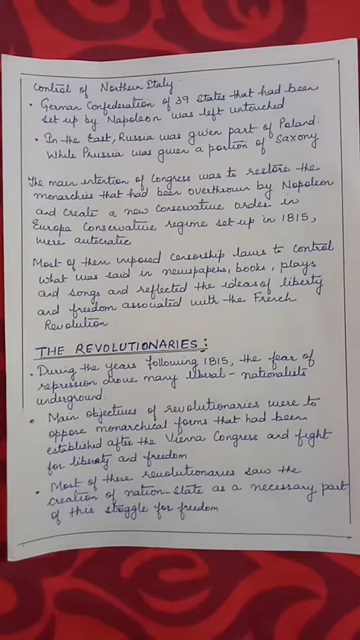 control of Northern Italy
• German Confederation of 39 States that had been
set up by Napoleon was left untouched.
• In the East, Russia was given part of Poland
While Prussia was given a portion of Saxony.
The main intention of Congress was to restore the
monarchies that had been overthrown by Napoleon
and create a new Conservative Order in
Europe Conservative regime set up in 1815,
were autocratic
Most of them imposed censorship laws to control
what was said in newspapers, books, plays
and songs and reflected the ideas of liberty
and freedom associated with the French
Revolution
THE REVOLUTIONARIES:
• During the years following 1815, the fear of
repression drove many liberal-nationalists
underground.
• Main objectives of revolutionaries were to
oppose monarchical forms that had been
established after the Vienna Congress and fight
for liberty and freedom
• Most of these revolutionaries saw the
creation of nation-state as a necessary part
of this struggle for freedom